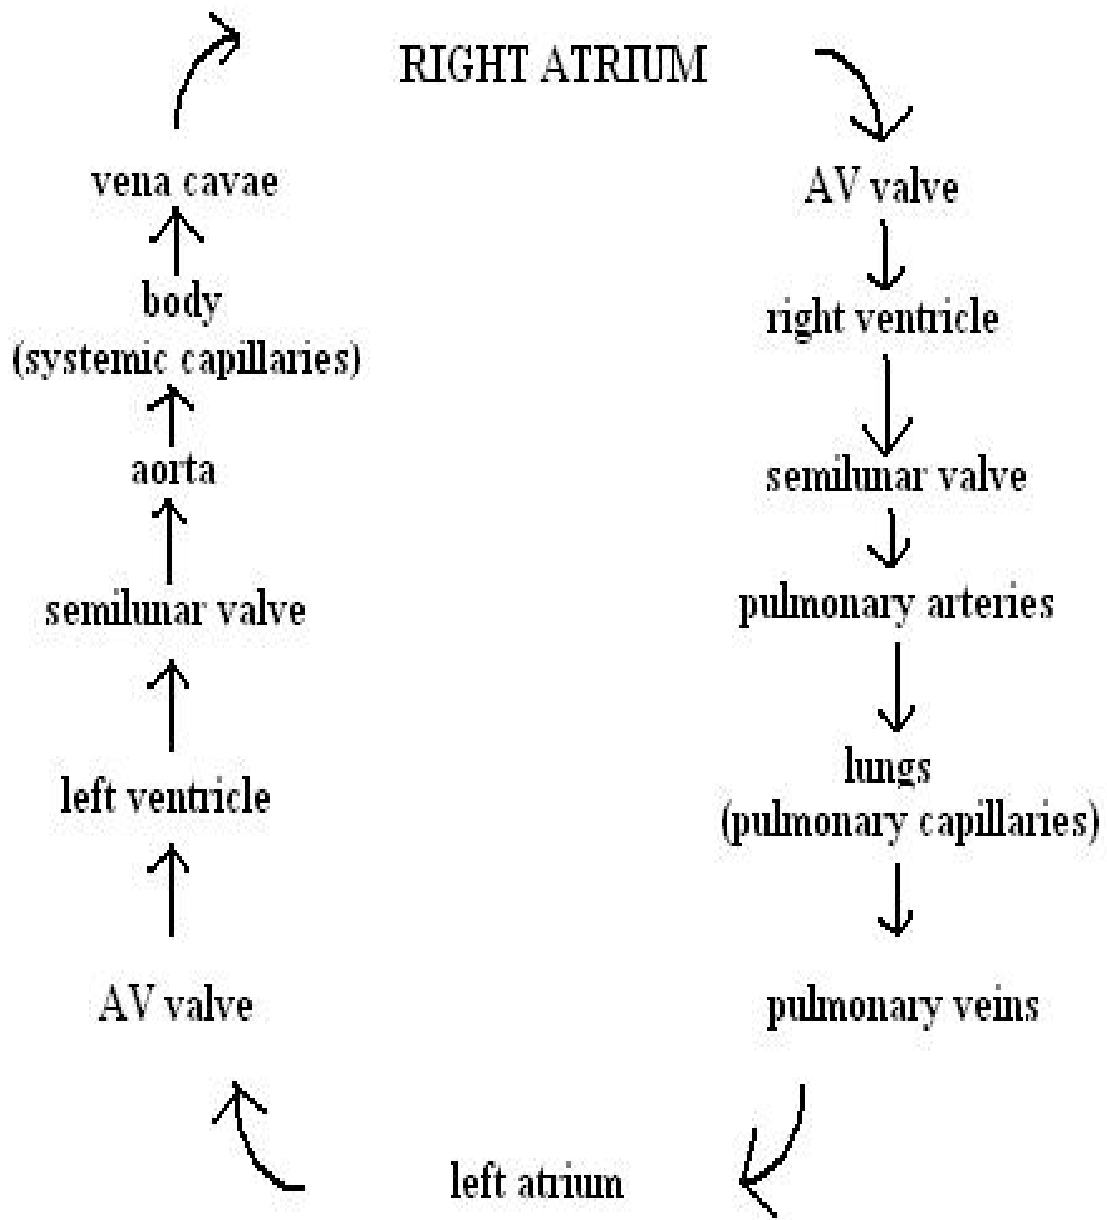 RIGHT ATRIUM
AV valve
right ventricle
semilunar valve
pulmonary arteries
lungs
(pulmonary capillaries)
pulmonary veins
left atrium
AV valve
left ventricle
semilunar valve
aorta
body
(systemic capillaries)
vena cavae